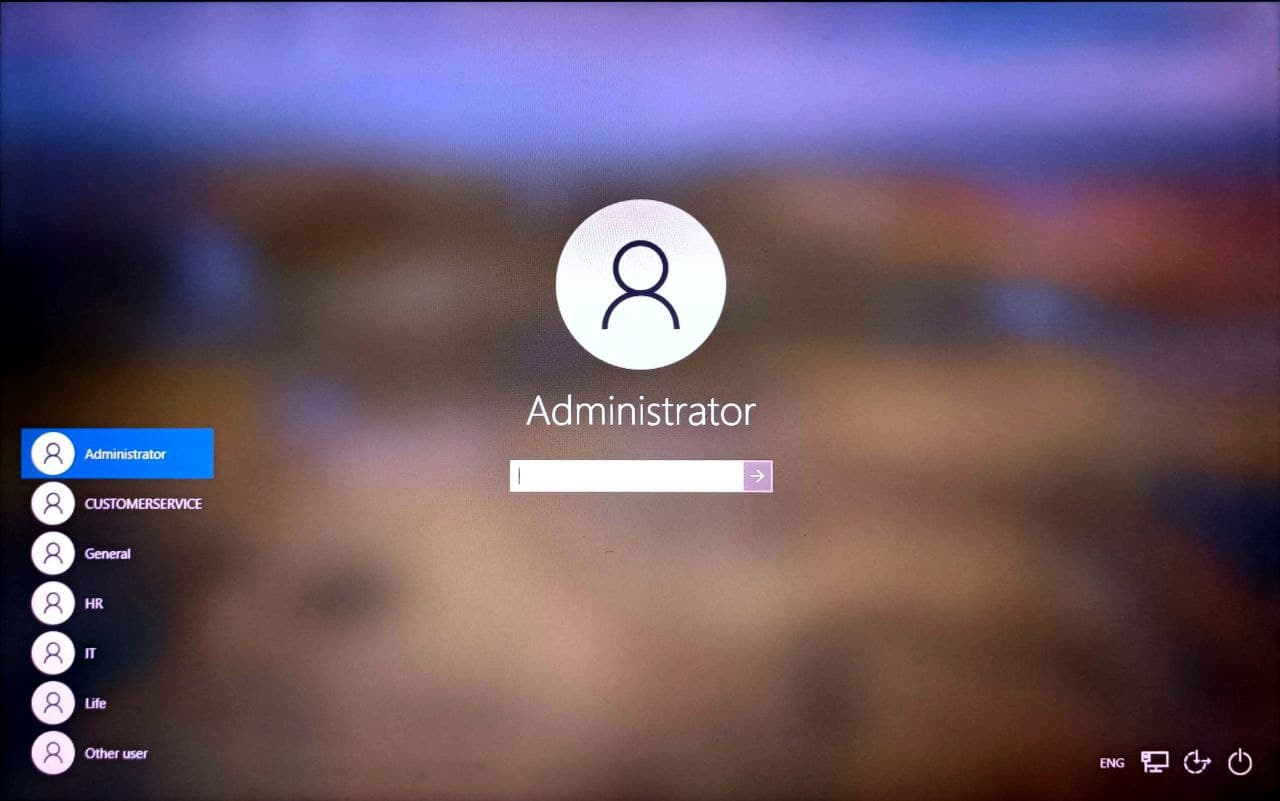 Administrator
Administrator
CUSTOMERSERVICE
General
HR
IT
Life
Other user
ENG